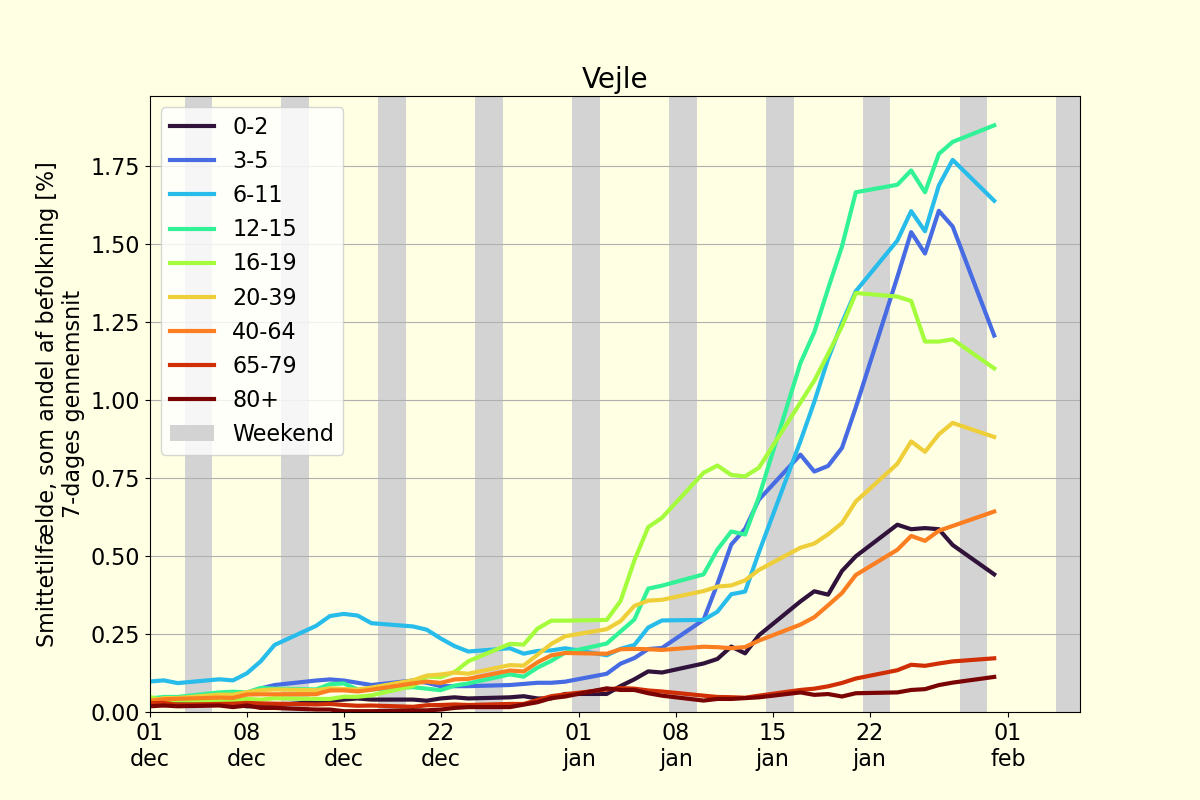 Vejle
Smittetilfælde, som andel af befolkning [%]
7-dages gennemsnit
1.75
1.50
1.25
1.00
0.75
0.50
0.25
0.00
0-2
3-5
6-11
12-15
16-19
20-39
40-64
65-79
80+
Weekend
01 08 15 22 01 08 15 22 01
dec dec dec dec jan jan jan jan feb